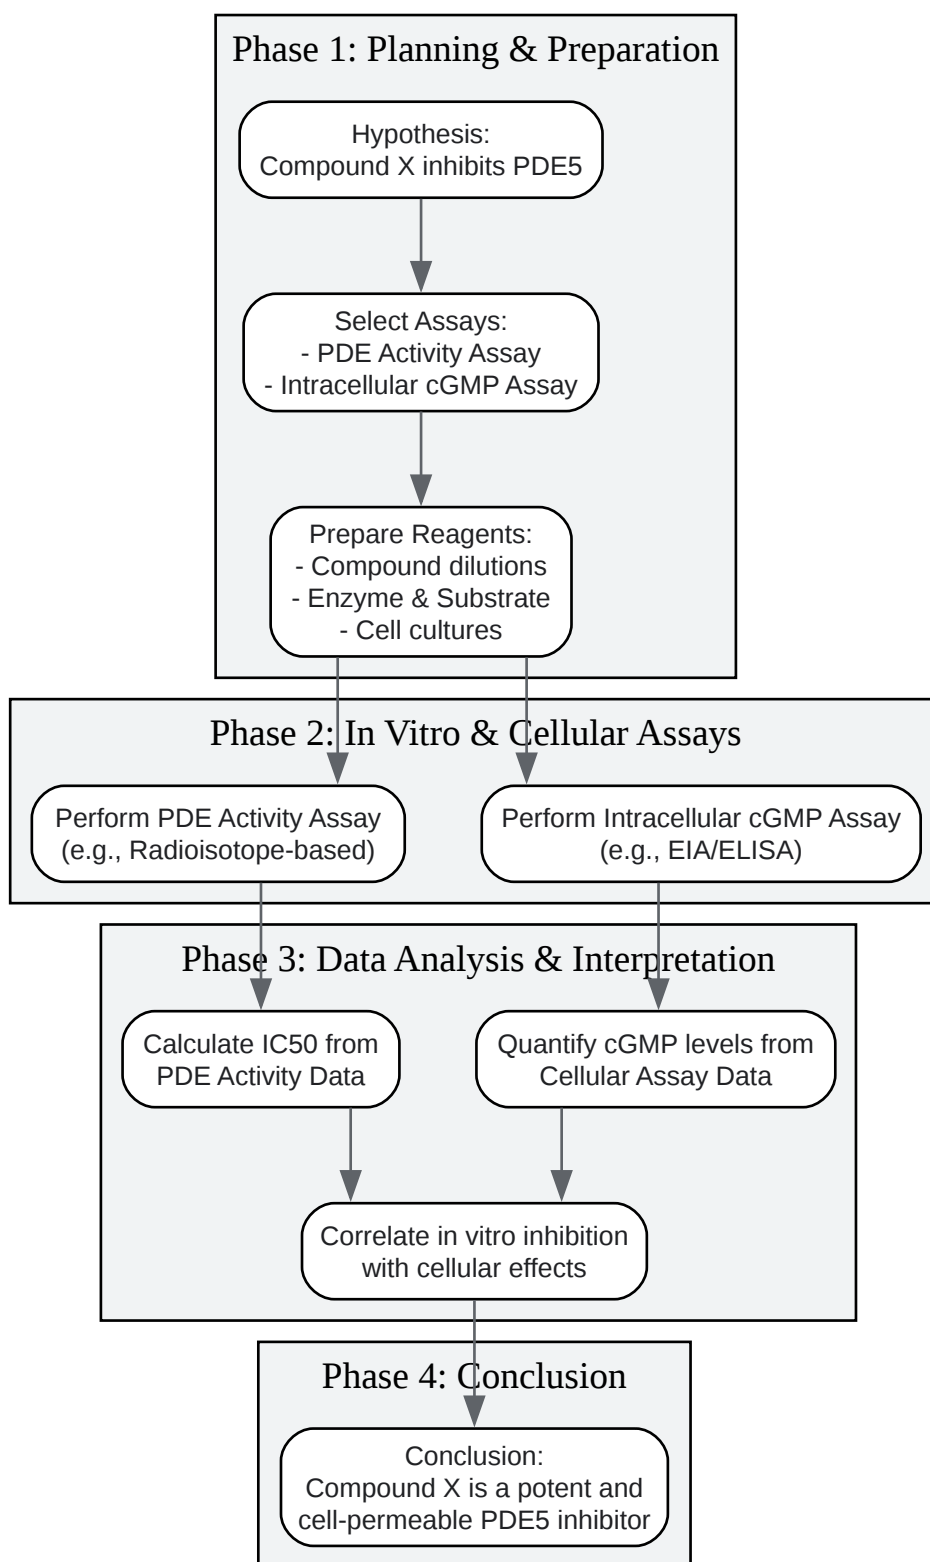 Phase 1: Planning & Preparation
Hypothesis:
Compound X inhibits PDE5
Select Assays:
- PDE Activity Assay
- Intracellular cGMP Assay
Prepare Reagents:
- Compound dilutions
- Enzyme & Substrate
- Cell cultures
Phase 2: In Vitro & Cellular Assays
Perform PDE Activity Assay
(e.g., Radioisotope-based)
Perform Intracellular cGMP Assay
(e.g., EIA/ELISA)
Phase 3: Data Analysis & Interpretation
Calculate IC50 from
PDE Activity Data
Quantify cGMP levels from
Cellular Assay Data
Correlate in vitro inhibition
with cellular effects
Phase 4: Conclusion
Conclusion:
Compound X is a potent and
cell-permeable PDE5 inhibitor